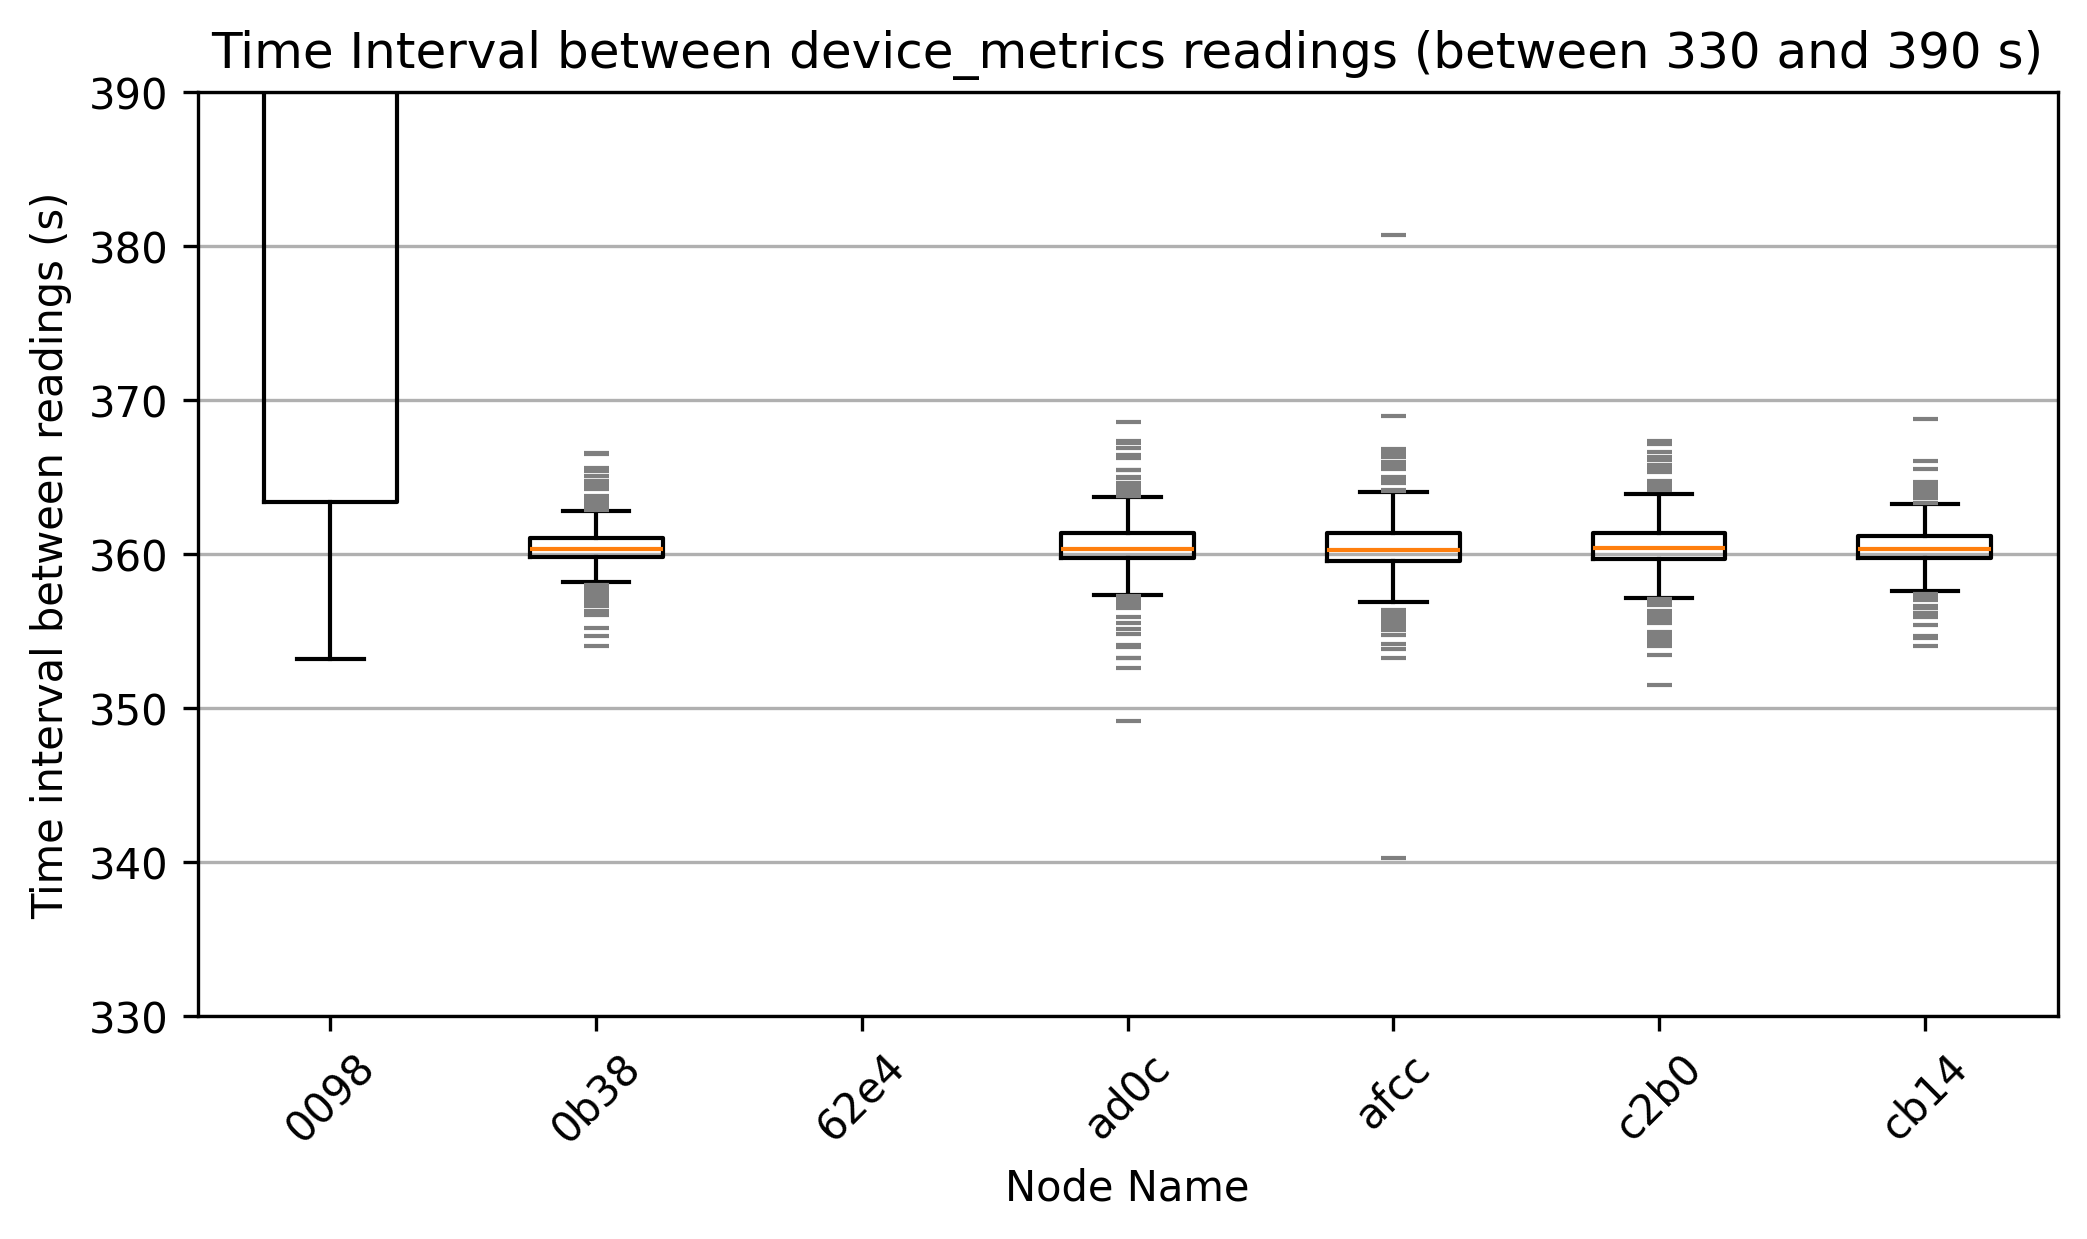 Time Interval between device_metrics readings (between 330 and 390 s)
Time interval between readings (s)
390
380
370
360
350
340
330
0098
0b38
62e4
ad0c
afcc
c2b0
cb14
Node Name